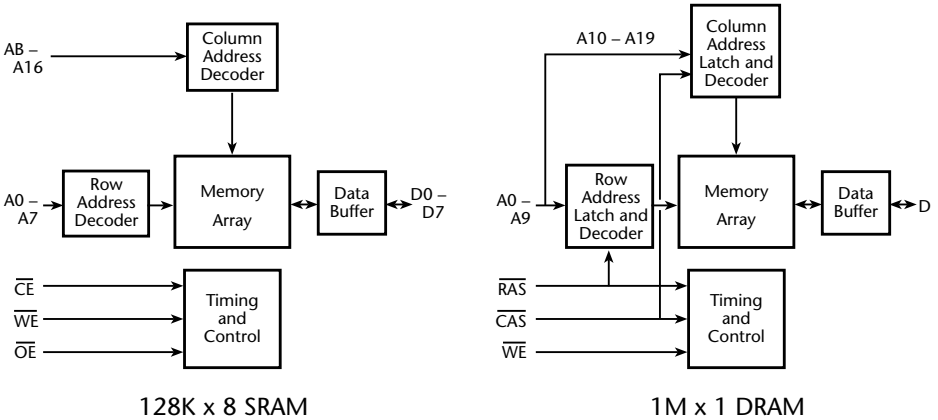 AB –
A16
Column
Address
Decoder
A0 –
A7
Row
Address
Decoder
Memory
Array
Data
Buffer
D0 –
D7
CE
WE
OE
Timing
and
Control
128K x 8 SRAM
A10 – A19
Column
Address
Latch and
Decoder
A0 –
A9
Row
Address
Latch and
Decoder
Memory
Array
Data
Buffer
D
RAS
CAS
WE
Timing
and
Control
1M x 1 DRAM